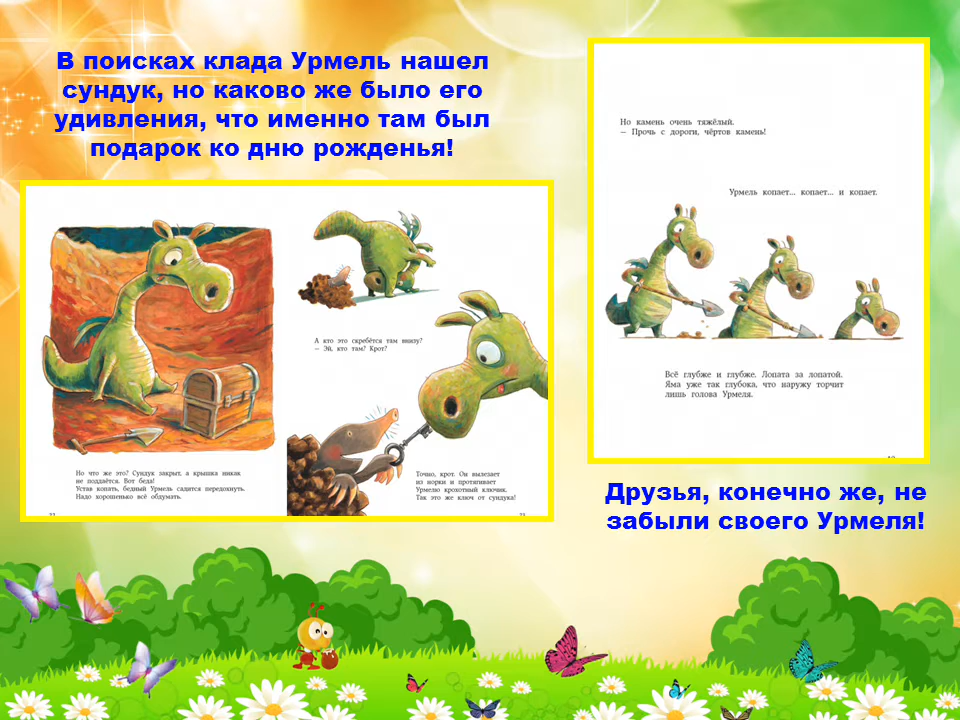 В поисках клада Урмель нашел
сундук, но каково же было его
удивления, что именно там был
подарок ко дню рожденья!
Но камень очень тяжёлый.
— Прочь с дороги, чёртов камень!
Урмель копает... копает... и копает.
Всё глубже и глубже. Лопата за лопатой.
Яма уже так глубока, что наружу торчит
лишь голова Урмеля.
А кто это скребётся там внизу?
— Эй, кто там? Крот?
Но что же это? Сундук закрыт, а крышка никак
не поддаётся. Вот беда!
Устав копать, бедный Урмель садится передохнуть.
Надо хорошенько всё обдумать.
Точно, крот. Он вылезает
из норки и протягивает
Урмелю крохотный ключик.
Так это же ключ от сундука!
Друзья, конечно же, не
забыли своего Урмеля!